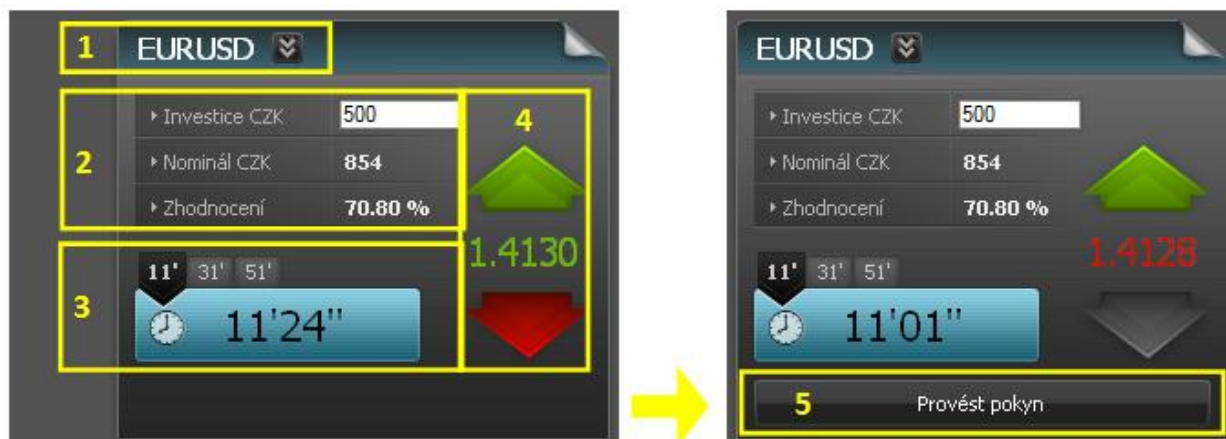 1 EURUSD
2
Investice CZK 500
Nominál CZK 854
Zhodnocení 70.80 %
4
1.4130
3
11' 31' 51'
11'24"
EURUSD
Investice CZK 500
Nominál CZK 854
Zhodnocení 70.80 %
1.4128
11' 31' 51'
11'01"
5 Provést pokyn